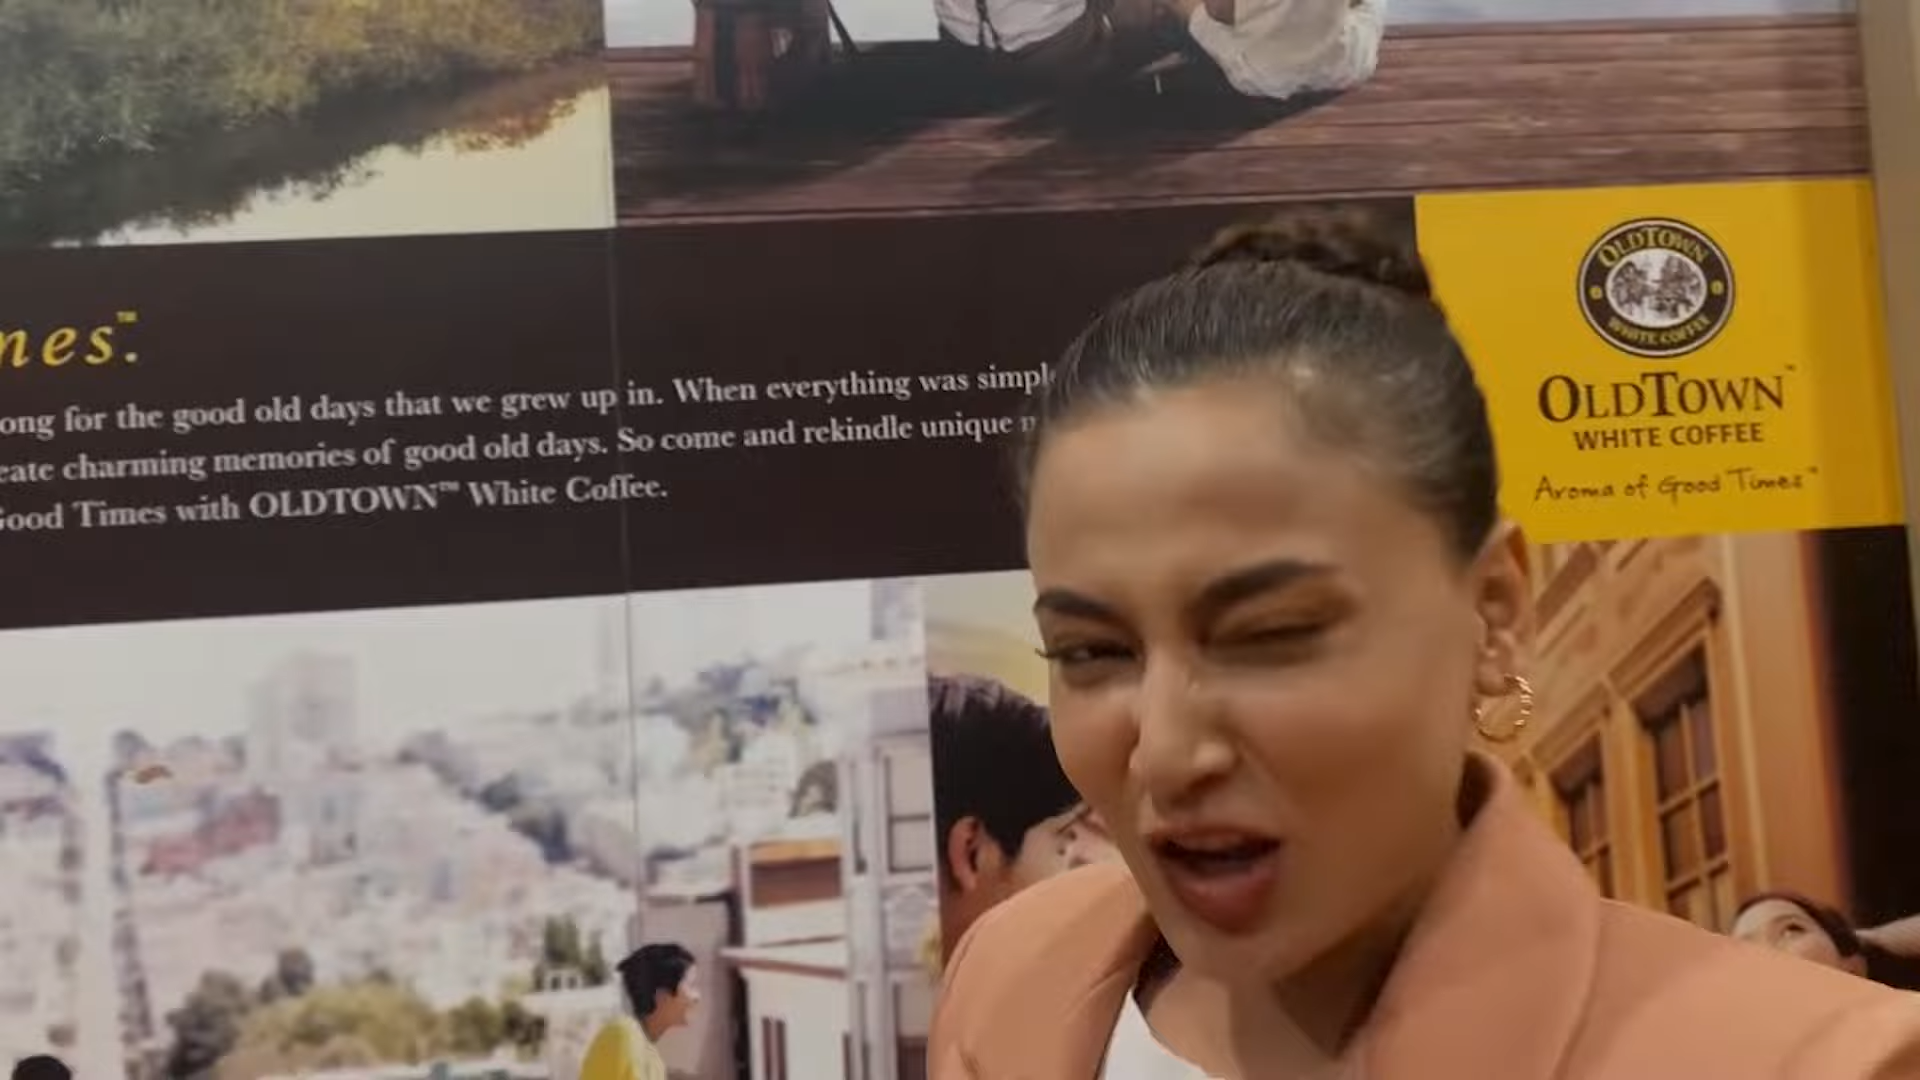 nes™.
ong for the good old days that we grew up in. When everything was simpl
eate charming memories of good old days. So come and rekindle unique
Good Times with OLDTOWN™ White Coffee.
OLDTOWN
WHITE COFFEE
OLDTOWN™
WHITE COFFEE
Aroma of Good Times™